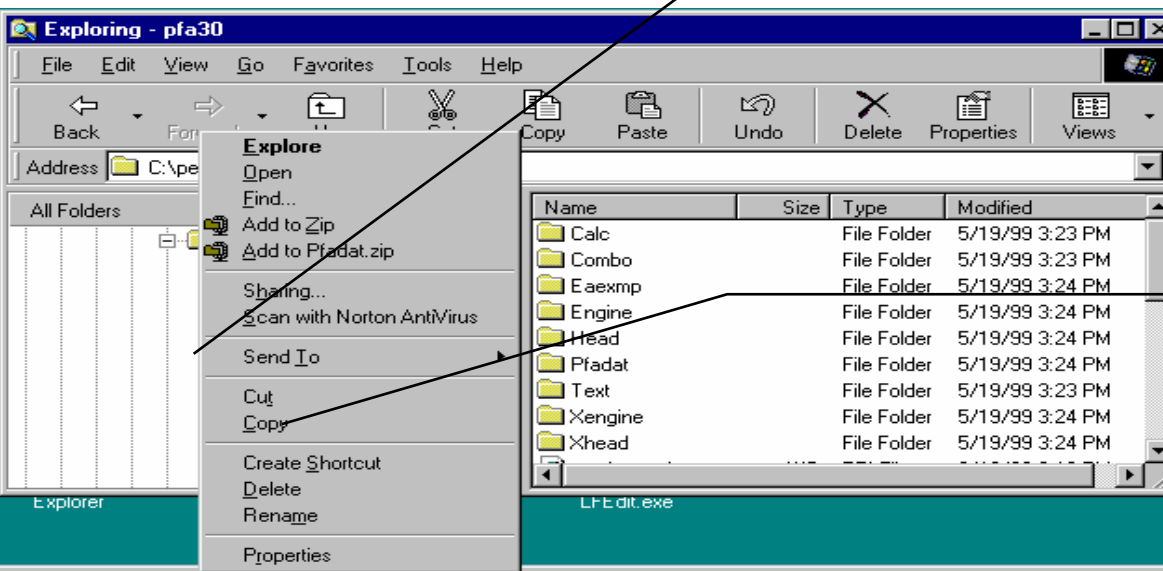 Exploring - pfa30
File Edit View Go Favorites Tools Help
Back Copy Paste Undo Delete Properties Views
Address C:\pe
Explore
Open
Find...
Add to Zip
Add to Pfadat.zip
Sharing...
Scan with Norton AntiVirus
Send To
Cut
Copy
Create Shortcut
Delete
Rename
Properties
All Folders
Name Size Type Modified
Calc File Folder 5/19/99 3:23 PM
Combo File Folder 5/19/99 3:23 PM
Eaexmp File Folder 5/19/99 3:24 PM
Engine File Folder 5/19/99 3:24 PM
Head File Folder 5/19/99 3:24 PM
Pfadat File Folder 5/19/99 3:24 PM
Text File Folder 5/19/99 3:23 PM
Xengine File Folder 5/19/99 3:24 PM
Xhead File Folder 5/19/99 3:24 PM
Explorer LFEdit.exe